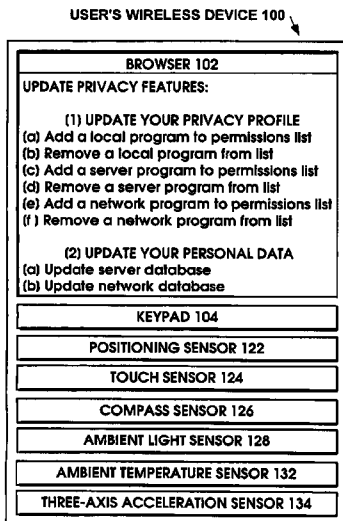 USER'S WIRELESS DEVICE 100
BROWSER 102
UPDATE PRIVACY FEATURES:
(1) UPDATE YOUR PRIVACY PROFILE
(a) Add a local program to permissions list
(b) Remove a local program from list
(c) Add a server program to permissions list
(d) Remove a server program from list
(e) Add a network program to permissions list
(f) Remove a network program from list
(2) UPDATE YOUR PERSONAL DATA
(a) Update server database
(b) Update network database
KEYPAD 104
POSITIONING SENSOR 122
TOUCH SENSOR 124
COMPASS SENSOR 126
AMBIENT LIGHT SENSOR 128
AMBIENT TEMPERATURE SENSOR 132
THREE-AXIS ACCELERATION SENSOR 134